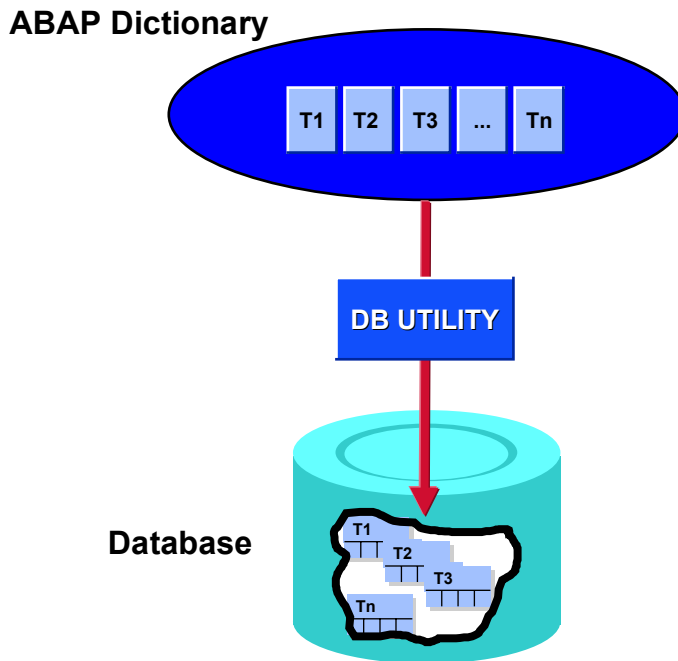 ABAP Dictionary
T1 T2 T3 ... Tn
DB UTILITY
Database
T1
T2
T3
Tn